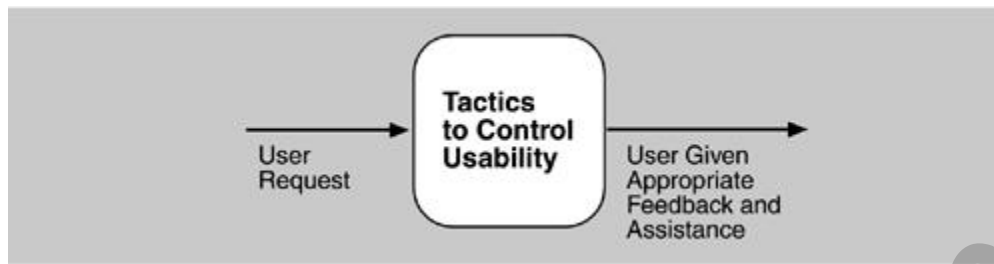 Tactics
to Control
Usability
User
Request
User Given
Appropriate
Feedback and
Assistance